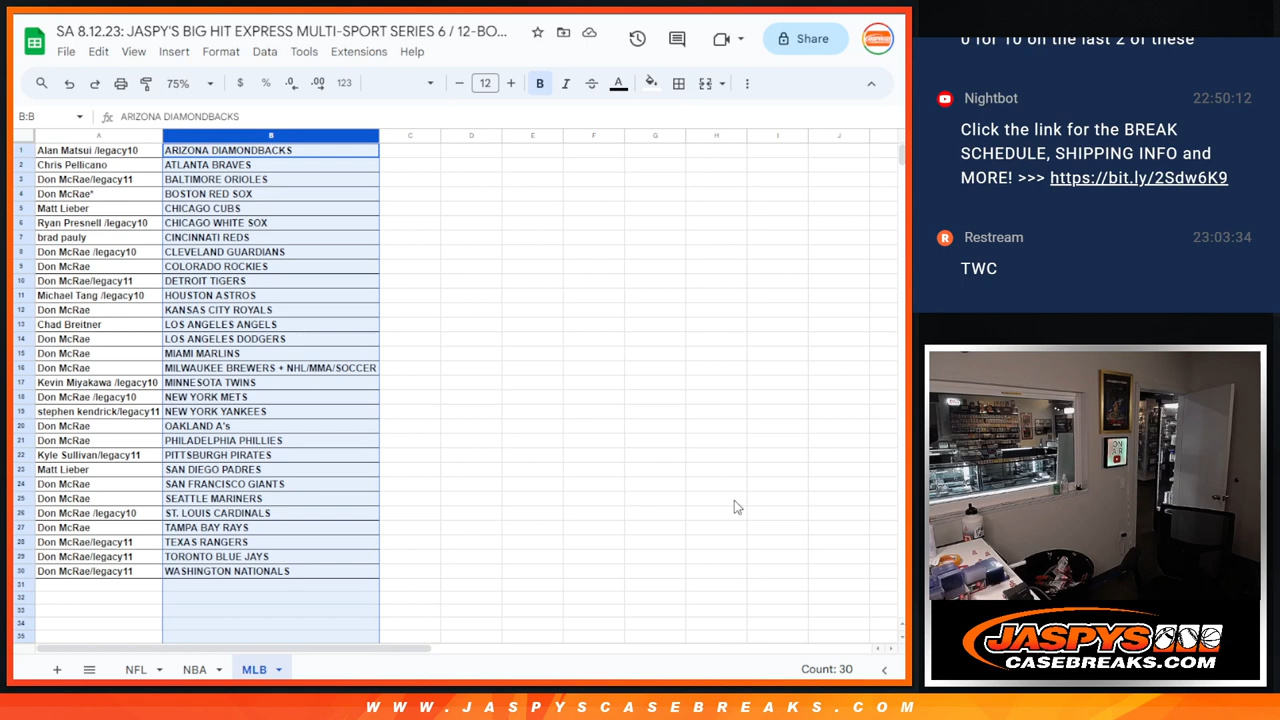 SA 8.12.23: JASPY'S BIG HIT EXPRESS MULTI-SPORT SERIES 6 / 12-BO...
File Edit View Insert Format Data Tools Extensions Help
Share
75% $ % .0 .00 123 12 B I A
B:B fx ARIZONA DIAMONDBACKS
A B C D E F G H I J
1 Alan Matsui /legacy10 ARIZONA DIAMONDBACKS
2 Chris Pellicano ATLANTA BRAVES
3 Don McRae/legacy11 BALTIMORE ORIOLES
4 Don McRae* BOSTON RED SOX
5 Matt Lieber CHICAGO CUBS
6 Ryan Presnell /legacy10 CHICAGO WHITE SOX
7 brad pauly CINCINNATI REDS
8 Don McRae /legacy10 CLEVELAND GUARDIANS
9 Don McRae COLORADO ROCKIES
10 Don McRae/legacy11 DETROIT TIGERS
11 Michael Tang /legacy10 HOUSTON ASTROS
12 Don McRae KANSAS CITY ROYALS
13 Chad Breitner LOS ANGELES ANGELS
14 Don McRae LOS ANGELES DODGERS
15 Don McRae MIAMI MARLINS
16 Don McRae MILWAUKEE BREWERS + NHL/MMA/SOCCER
17 Kevin Miyakawa /legacy10 MINNESOTA TWINS
18 Don McRae /legacy10 NEW YORK METS
19 stephen kendrick/legacy11 NEW YORK YANKEES
20 Don McRae OAKLAND A's
21 Don McRae PHILADELPHIA PHILLIES
22 Kyle Sullivan/legacy11 PITTSBURGH PIRATES
23 Matt Lieber SAN DIEGO PADRES
24 Don McRae SAN FRANCISCO GIANTS
25 Don McRae SEATTLE MARINERS
26 Don McRae /legacy10 ST. LOUIS CARDINALS
27 Don McRae TAMPA BAY RAYS
28 Don McRae/legacy11 TEXAS RANGERS
29 Don McRae/legacy11 TORONTO BLUE JAYS
30 Don McRae/legacy11 WASHINGTON NATIONALS
31
32
33
34
35
NFL NBA MLB Count: 30
0 for 10 on the last 2 of these
Nightbot 22:50:12
Click the link for the BREAK
SCHEDULE, SHIPPING INFO and
MORE! >>> https://bit.ly/2Sdw6K9
R Restream 23:03:34
TWC
ON
AIR
JASPYS
CASEBREAKS.COM
WWW.JASPYSCASEBREAKS.COM